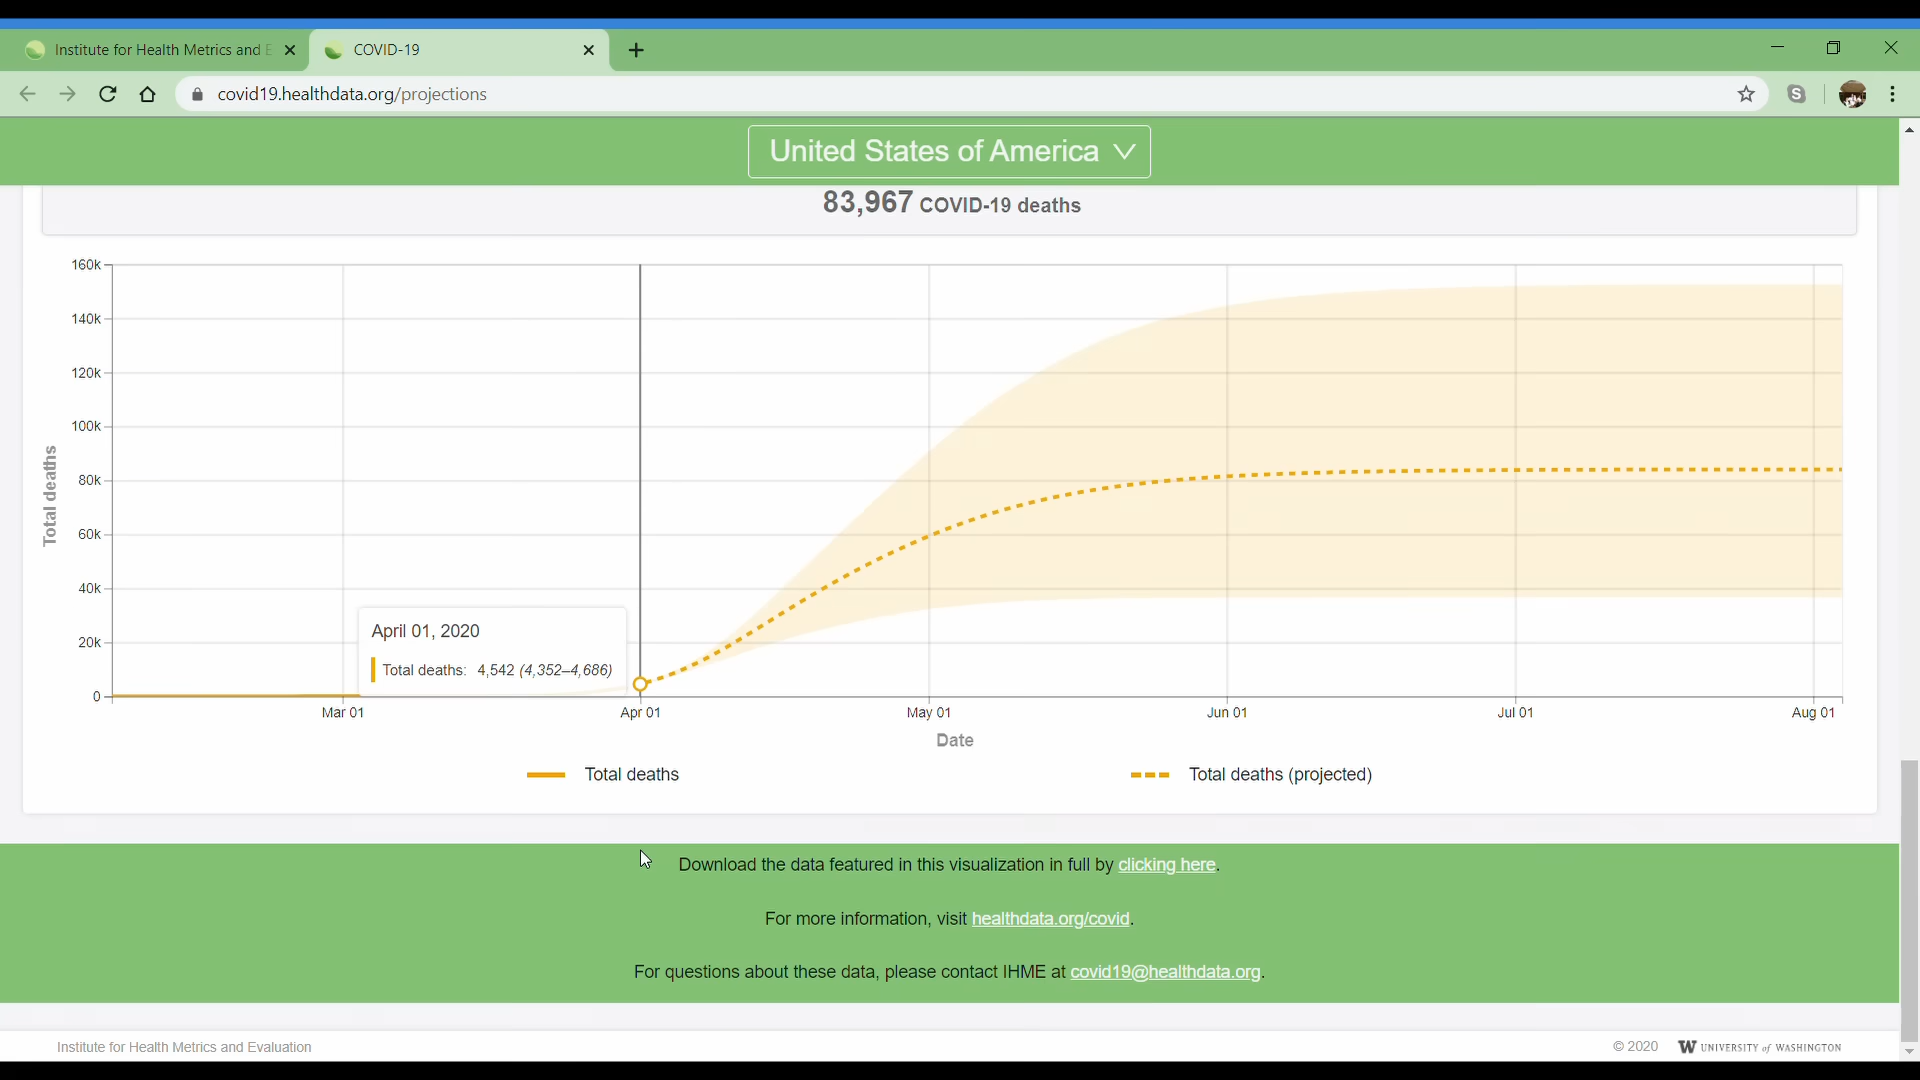 Institute for Health Metrics and E
COVID-19
covid19.healthdata.org/projections
S
United States of America
83,967 COVID-19 deaths
160k
140k
120k
100k
80k
60k
40k
20k
0
Total deaths
April 01, 2020
Total deaths: 4,542 (4,352–4,686)
Mar 01 Apr 01 May 01 Jun 01 Jul 01 Aug 01
Date
Total deaths Total deaths (projected)
Download the data featured in this visualization in full by clicking here.
For more information, visit healthdata.org/covid.
For questions about these data, please contact IHME at covid19@healthdata.org.
Institute for Health Metrics and Evaluation © 2020 W UNIVERSITY of WASHINGTON